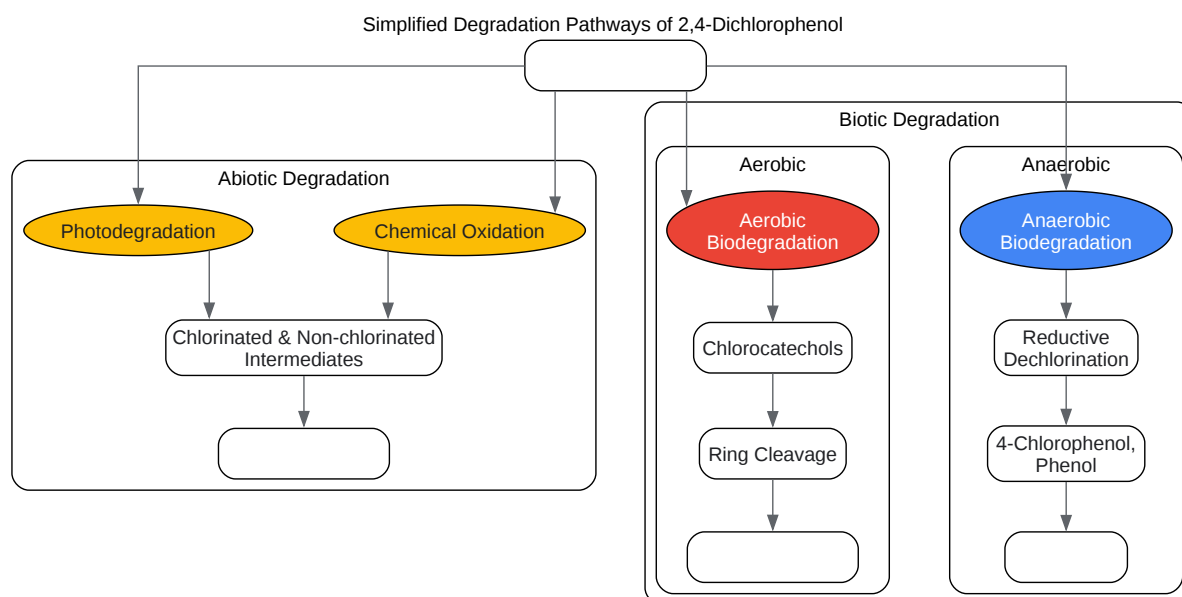 Simplified Degradation Pathways of 2,4-Dichlorophenol
Biotic Degradation
Abiotic Degradation
Aerobic
Anaerobic
Photodegradation
Chemical Oxidation
Aerobic
Biodegradation
Anaerobic
Biodegradation
Chlorinated & Non-chlorinated
Intermediates
Chlorocatechols
Reductive
Dechlorination
Ring Cleavage
4-Chlorophenol,
Phenol